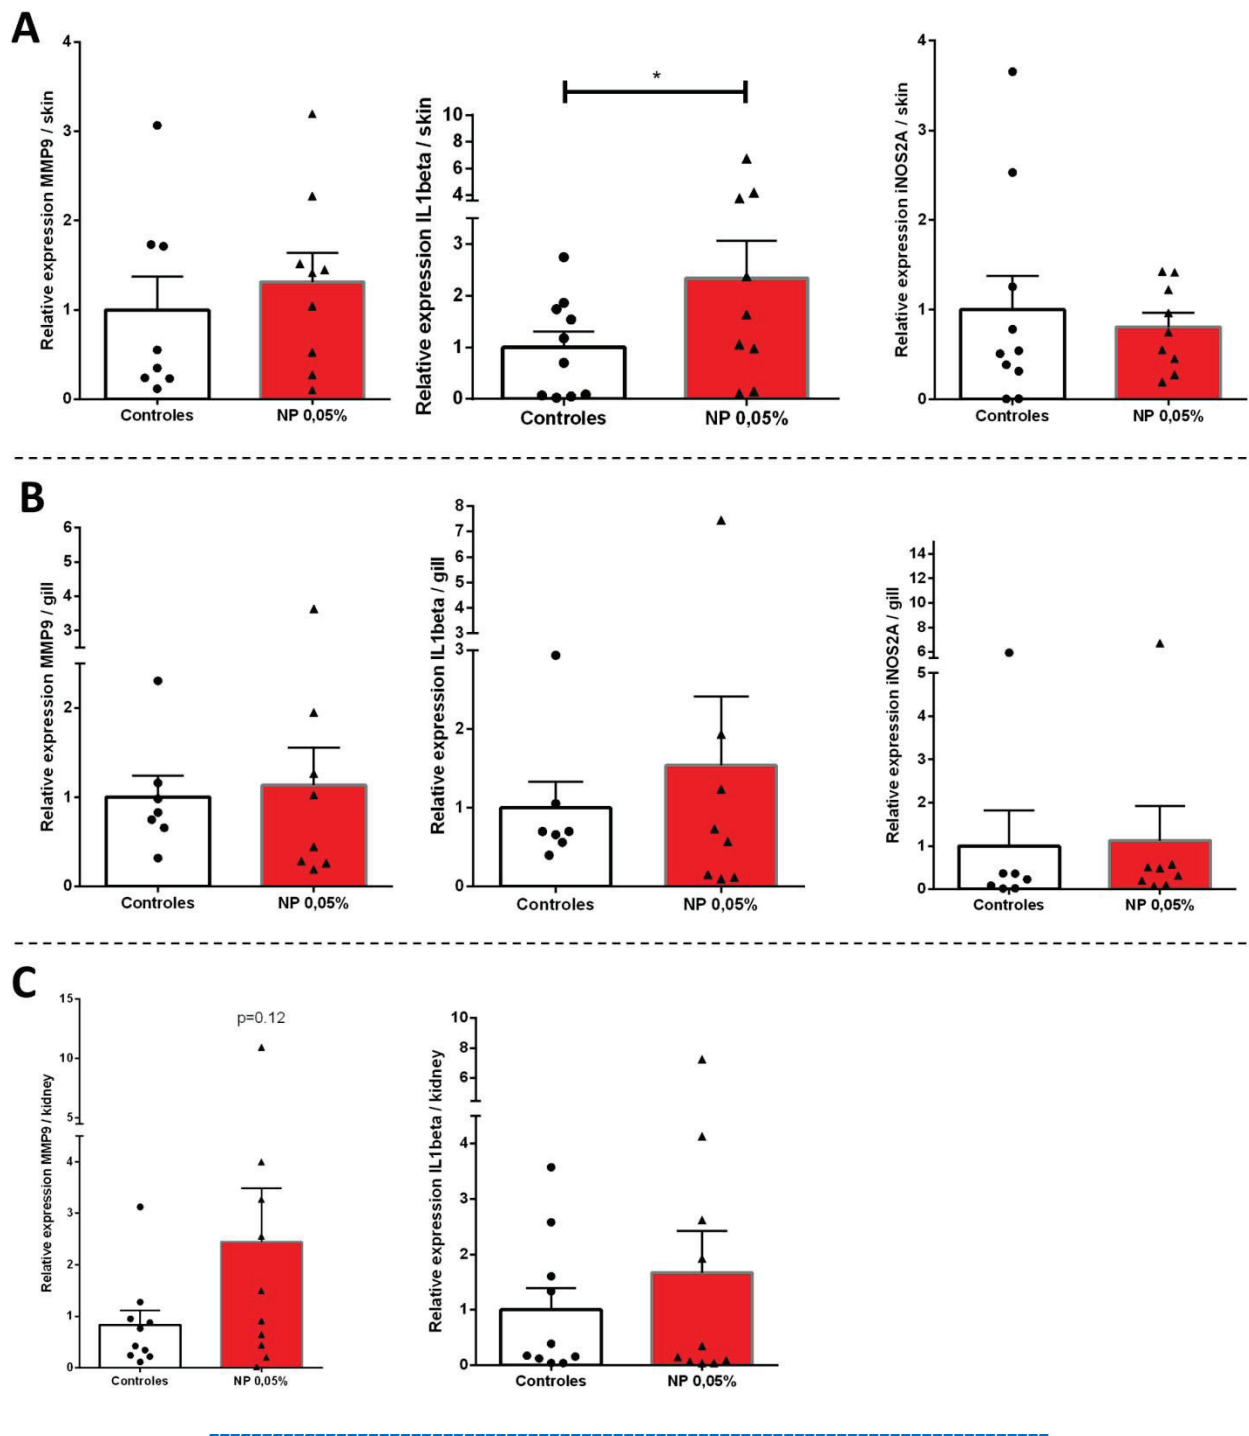 A
Relative expression MMP9 / skin
4
3
2
1
0
Controles
NP 0,05%
Relative expression IL1beta / skin
*
10
8
6
4
3
2
1
0
Controles
NP 0,05%
Relative expression iNOS2A / skin
4
3
2
1
0
Controles
NP 0,05%
B
Relative expression MMP9 / gill
6
5
4
3
2
1
0
Controles
NP 0,05%
Relative expression IL1beta / gill
8
7
6
5
4
3
3
2
1
0
Controles
NP 0,05%
Relative expression iNOS2A / gill
14
12
10
8
6
5
4
3
2
1
0
Controles
NP 0,05%
C
Relative expression MMP9 / kidney
p=0.12
15
10
5
4
3
2
1
0
Controles
NP 0,05%
Relative expression IL1beta / kidney
10
8
6
4
3
2
1
0
Controles
NP 0,05%